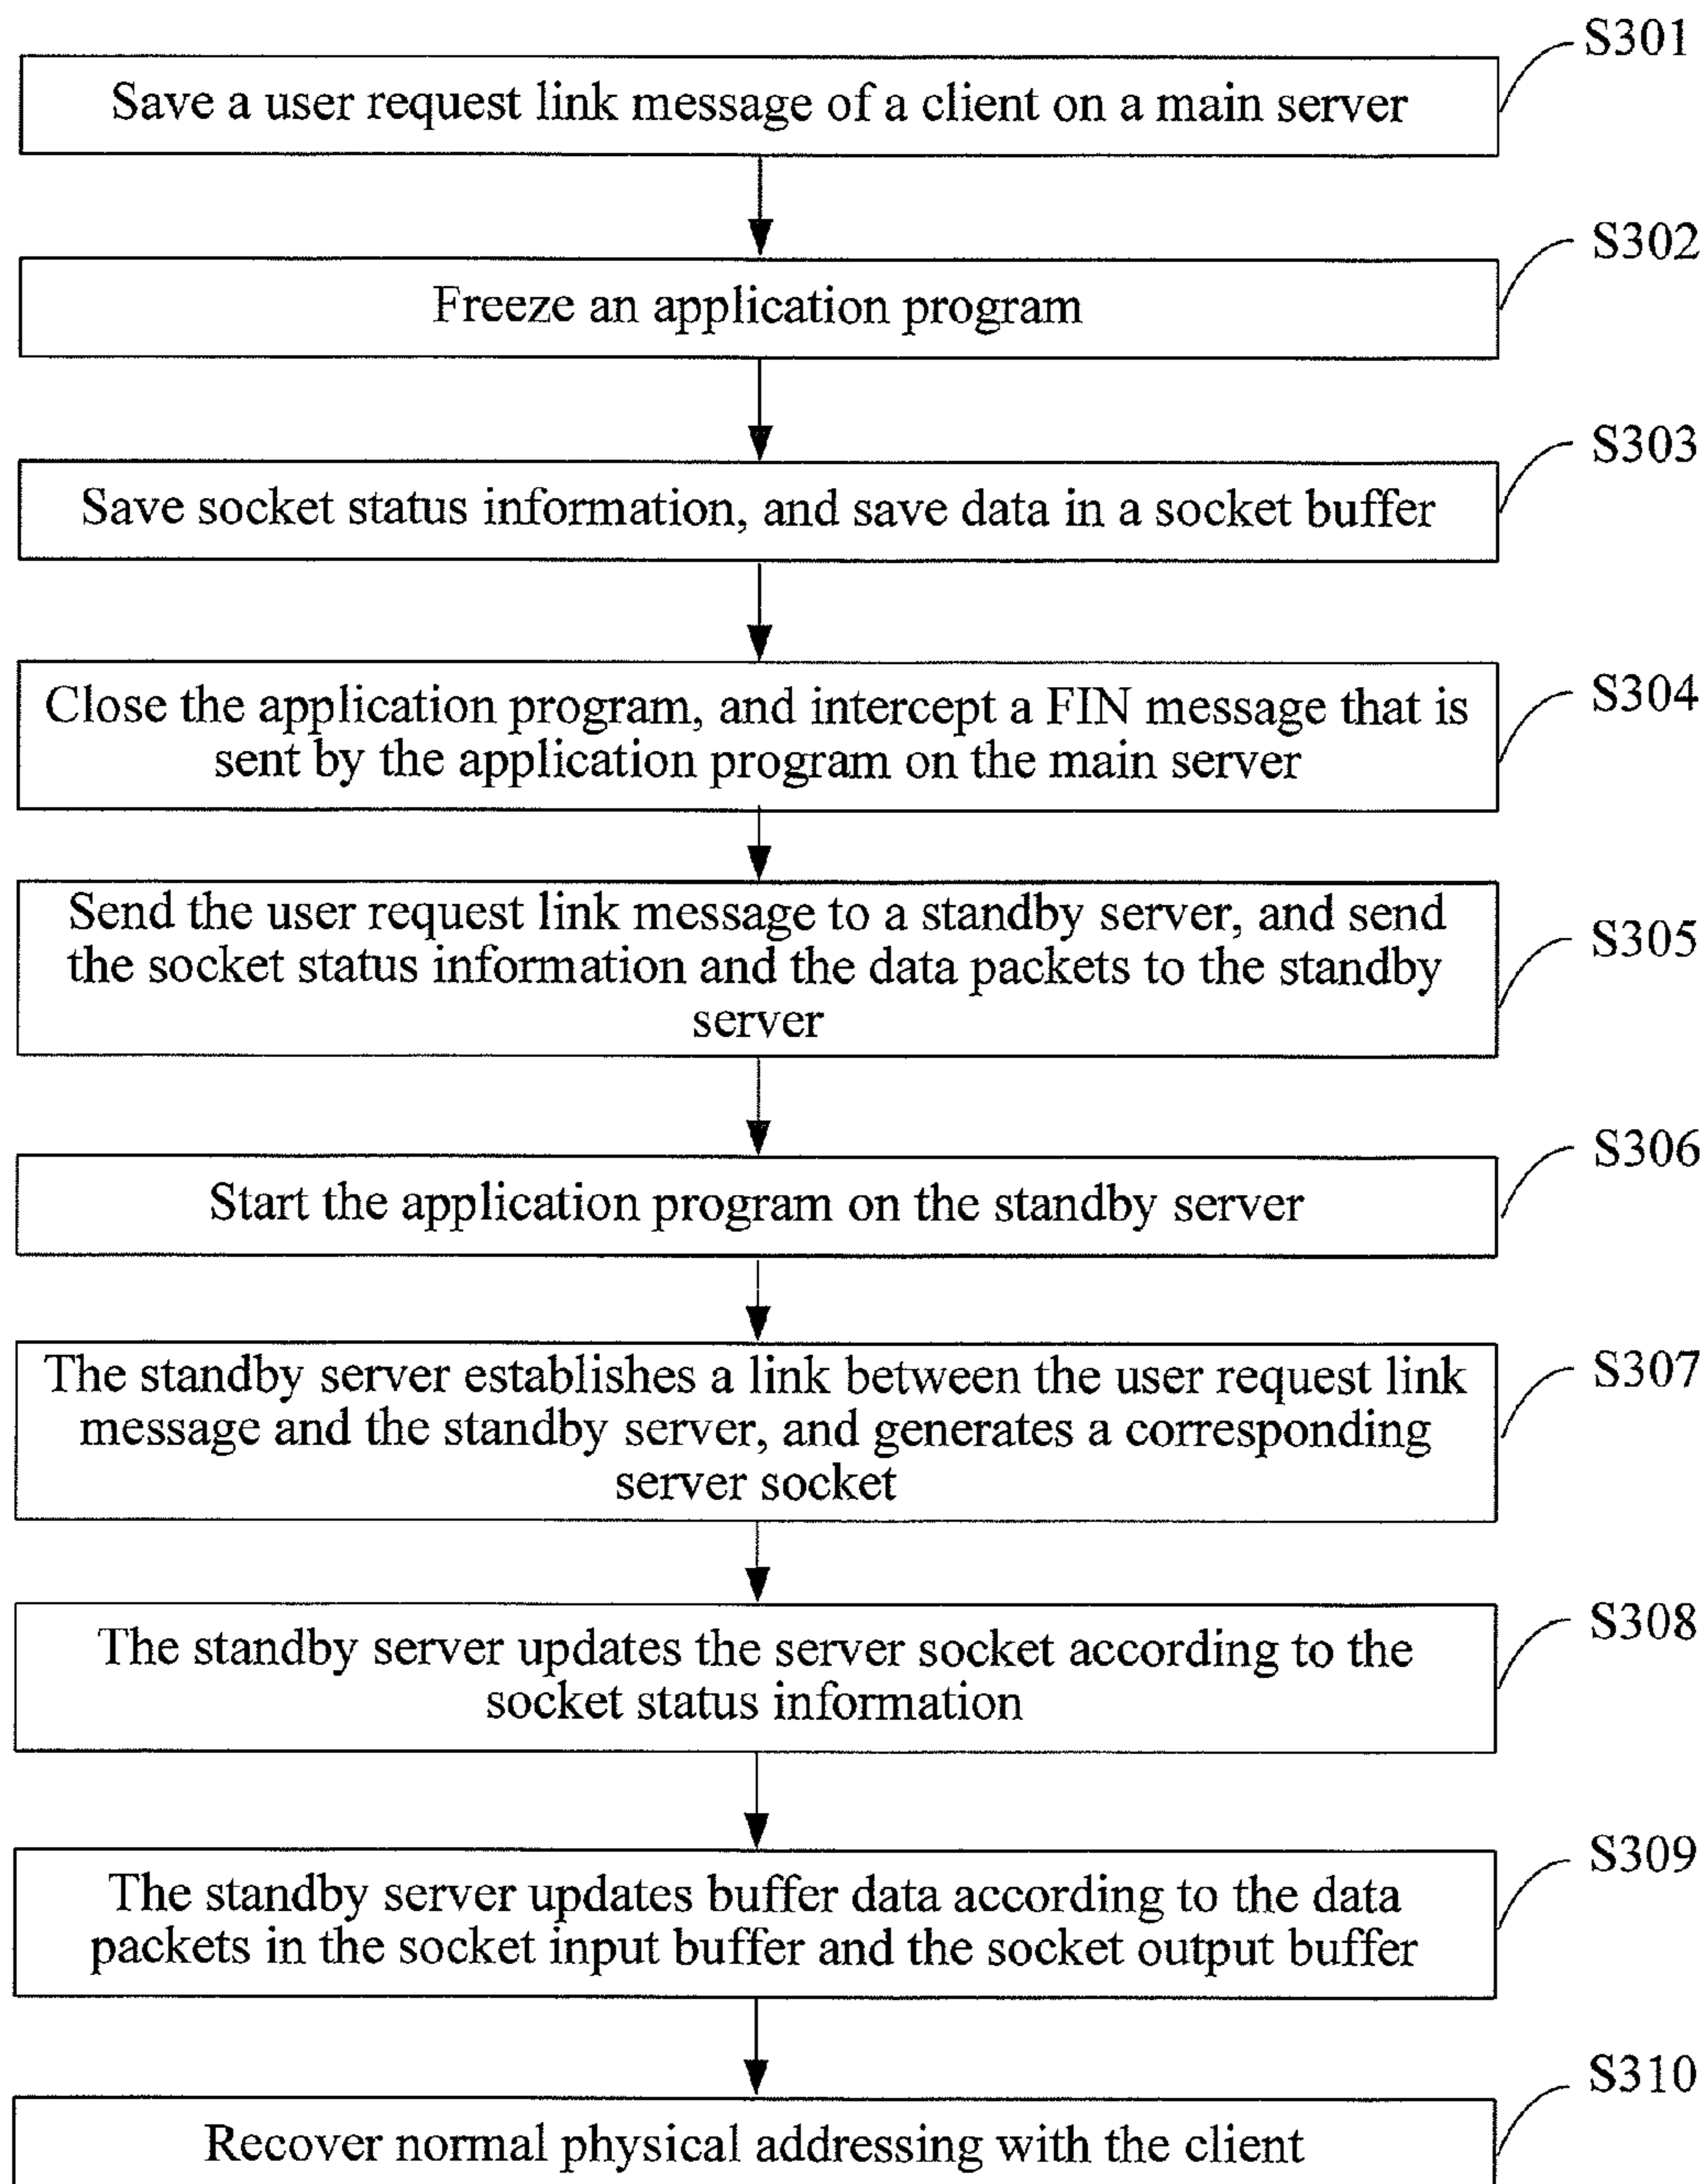 S301
Save a user request link message of a client on a main server
S302
Freeze an application program
S303
Save socket status information, and save data in a socket buffer
S304
Close the application program, and intercept a FIN message that is
sent by the application program on the main server
S305
Send the user request link message to a standby server, and send
the socket status information and the data packets to the standby
server
S306
Start the application program on the standby server
S307
The standby server establishes a link between the user request link
message and the standby server, and generates a corresponding
server socket
S308
The standby server updates the server socket according to the
socket status information
S309
The standby server updates buffer data according to the data
packets in the socket input buffer and the socket output buffer
S310
Recover normal physical addressing with the client